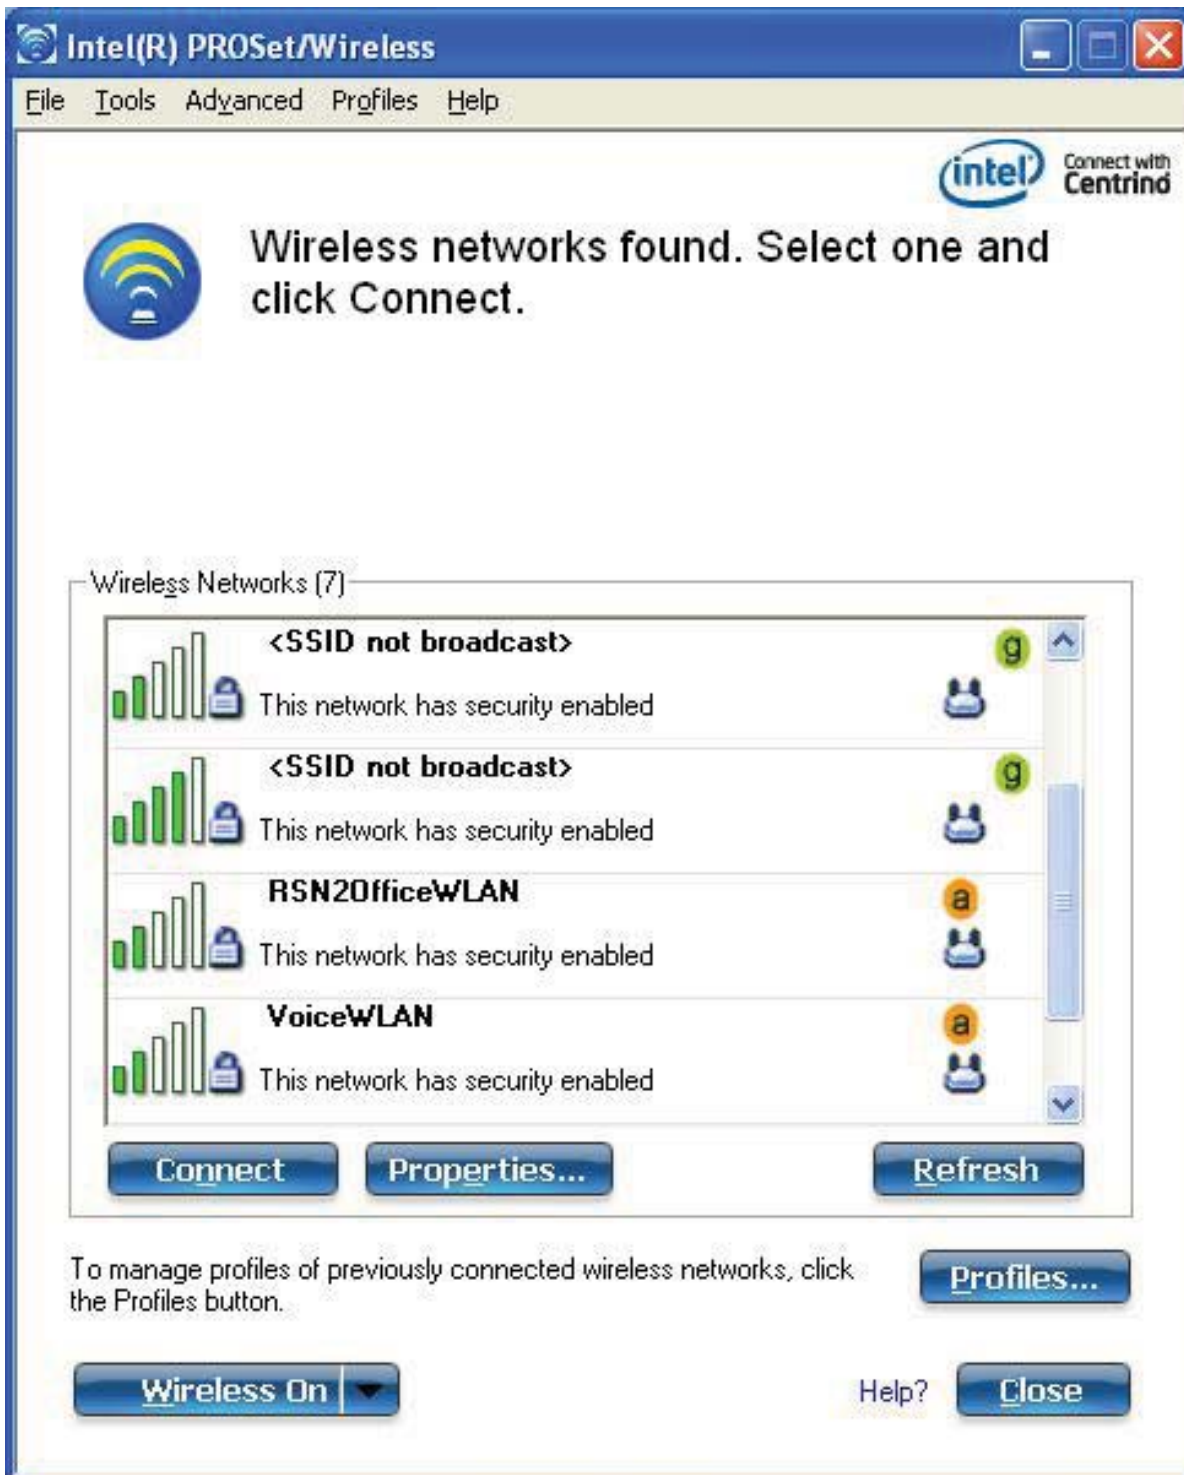 Intel(R) PROSet/Wireless
File Tools Advanced Profiles Help
intel Connect with
Centrino
Wireless networks found. Select one and
click Connect.
Wireless Networks (7)
<SSID not broadcast>
g
This network has security enabled
<SSID not broadcast>
g
This network has security enabled
RSN2OfficeWLAN
a
This network has security enabled
VoiceWLAN
a
This network has security enabled
Connect Properties... Refresh
To manage profiles of previously connected wireless networks, click
the Profiles button.
Profiles...
Wireless On Help? Close